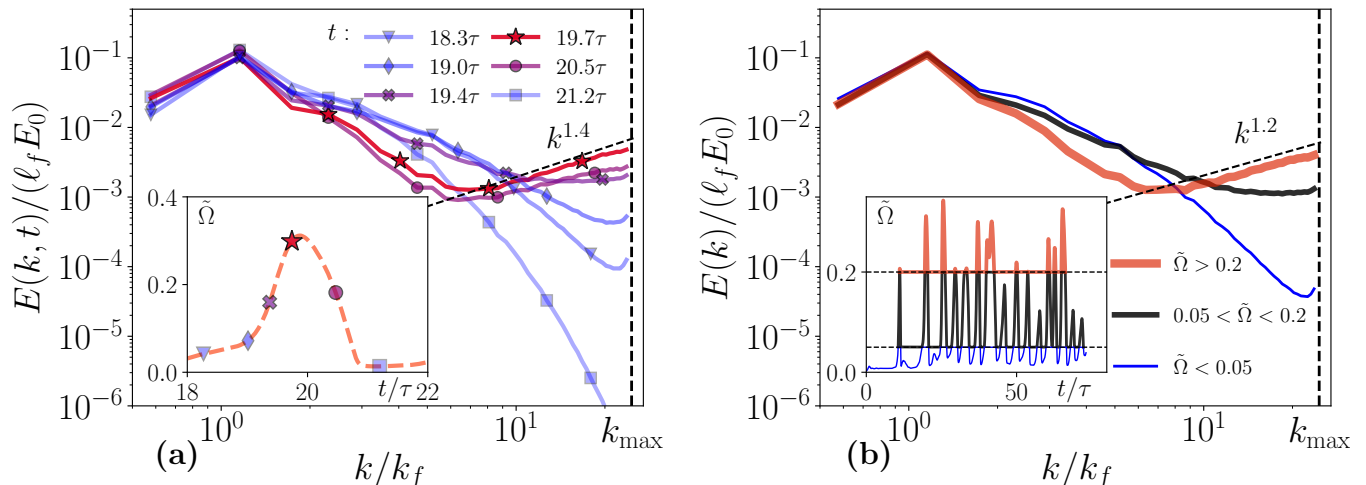 E(k, t)/(ℓ_f E_0)
10^{-1}
10^{-2}
10^{-3}
10^{-4}
10^{-5}
10^{-6}
t :
18.3τ
19.0τ
19.4τ
19.7τ
20.5τ
21.2τ
k^{1.4}
Ω̃
0.4
0.2
0.0
18
20
22
t/τ
10^0
10^1
k_max
k/k_f
(a)
E(k)/(ℓ_f E_0)
10^{-1}
10^{-2}
10^{-3}
10^{-4}
10^{-5}
10^{-6}
k^{1.2}
Ω̃
0.2
0.0
0
50
t/τ
Ω̃ > 0.2
0.05 < Ω̃ < 0.2
Ω̃ < 0.05
10^0
10^1
k_max
k/k_f
(b)